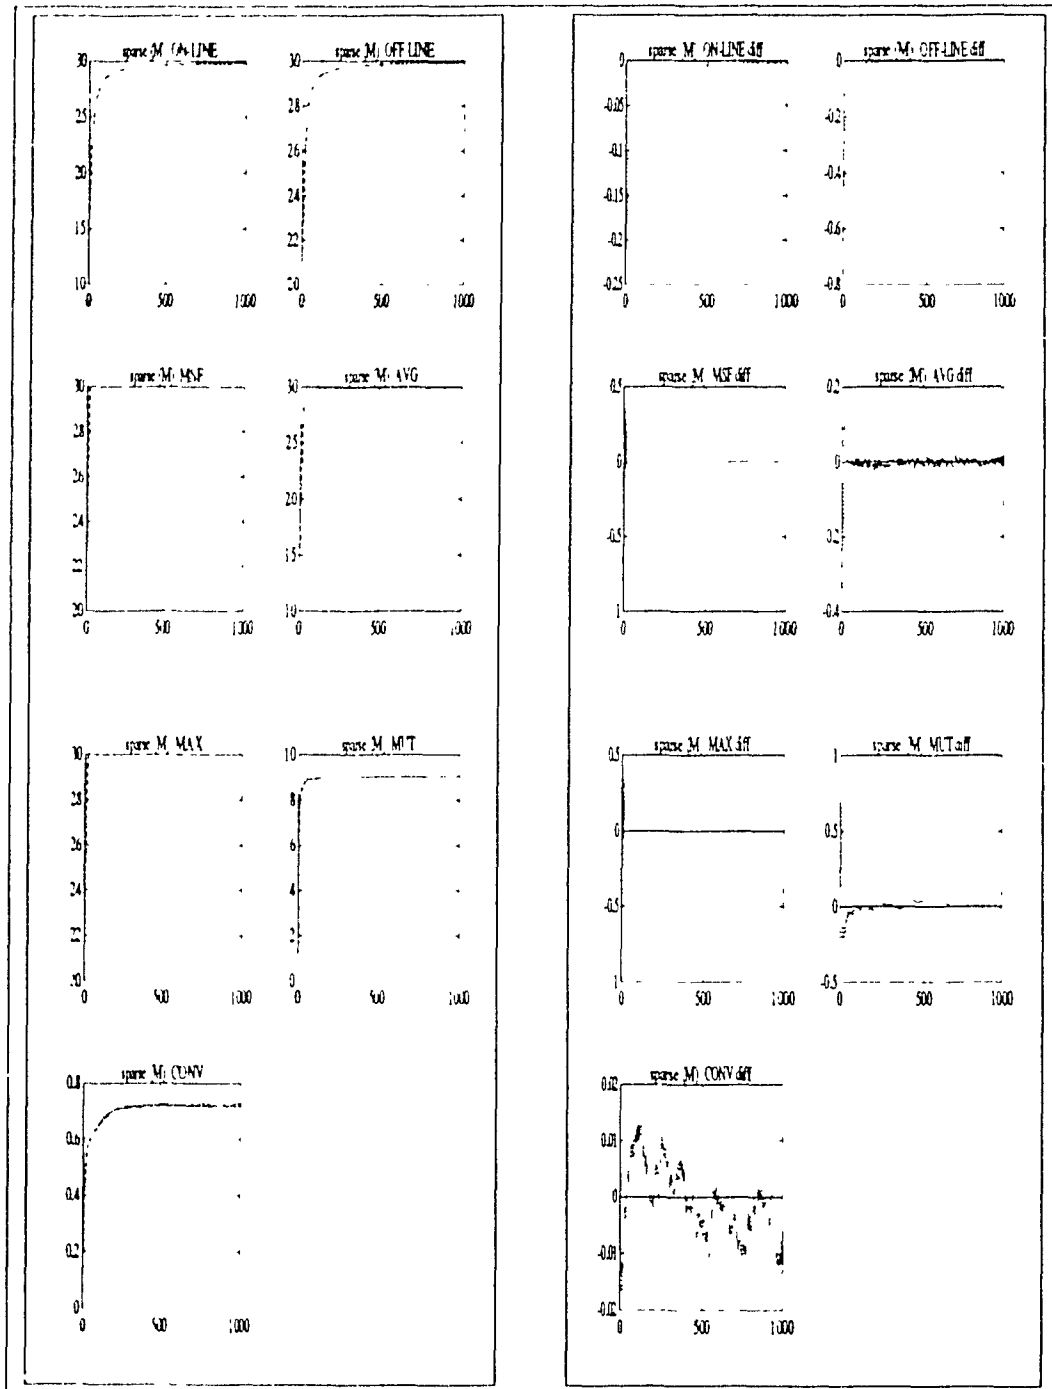 sparse (M) ON-LINE
30
25
20
15
10
0 500 1000
sparse (M) OFF-LINE
30
28
26
24
22
20
0 500 1000
sparse (M) MSE
30
28
26
24
22
20
0 500 1000
sparse (M) AVG
30
25
20
15
10
0 500 1000
sparse (M) MAX
30
28
26
24
22
20
0 500 1000
sparse (M) MUT
10
8
6
4
2
0
0 500 1000
sparse (M) CONV
0.8
0.6
0.4
0.2
0
0 500 1000
sparse (M) ON-LINE diff
0
-0.05
-0.1
-0.15
-0.2
-0.25
0 500 1000
sparse (M) OFF-LINE diff
0
-0.2
-0.4
-0.6
-0.8
0 500 1000
sparse (M) MSE diff
0.5
0
-0.5
1
0 500 1000
sparse (M) AVG diff
0.2
0
0.2
-0.4
0 500 1000
sparse (M) MAX diff
0.5
0
-0.5
1
0 500 1000
sparse (M) MUT diff
1
0.5
0
-0.5
0 500 1000
sparse (M) CONV diff
0.02
0.01
0
-0.01
-0.02
0 500 1000